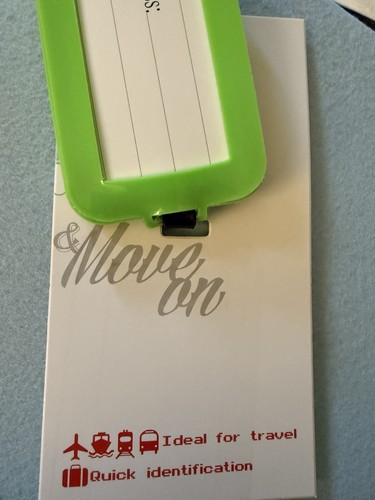 s:
& Move
on
Ideal for travel
Quick identification